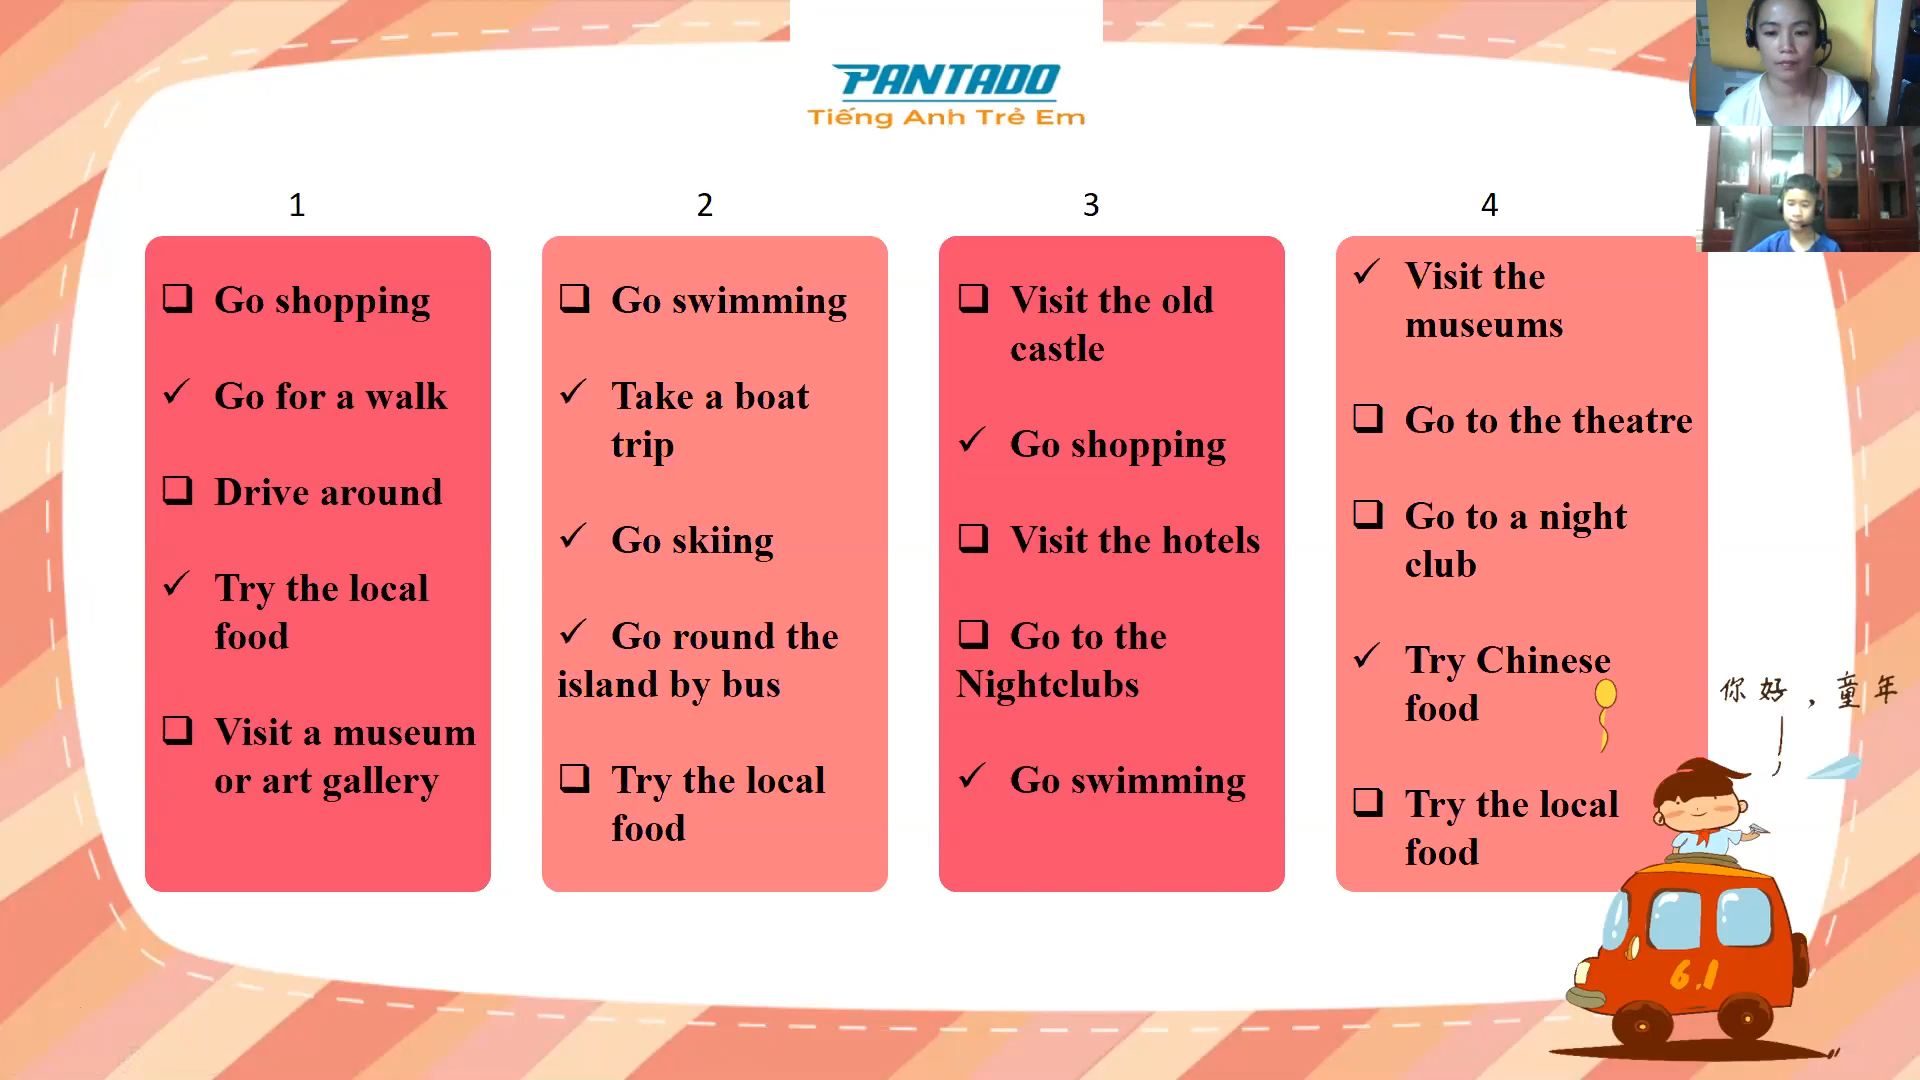 PANTADO
Tiếng Anh Trẻ Em
1
❑ Go shopping
✓ Go for a walk
❑ Drive around
✓ Try the local
food
❑ Visit a museum
or art gallery
2
❑ Go swimming
✓ Take a boat
trip
✓ Go skiing
✓ Go round the
island by bus
❑ Try the local
food
3
❑ Visit the old
castle
✓ Go shopping
❑ Visit the hotels
❑ Go to the
Nightclubs
✓ Go swimming
4
✓ Visit the
museums
❑ Go to the theatre
❑ Go to a night
club
✓ Try Chinese
food
❑ Try the local
food
你好，童年
6.1